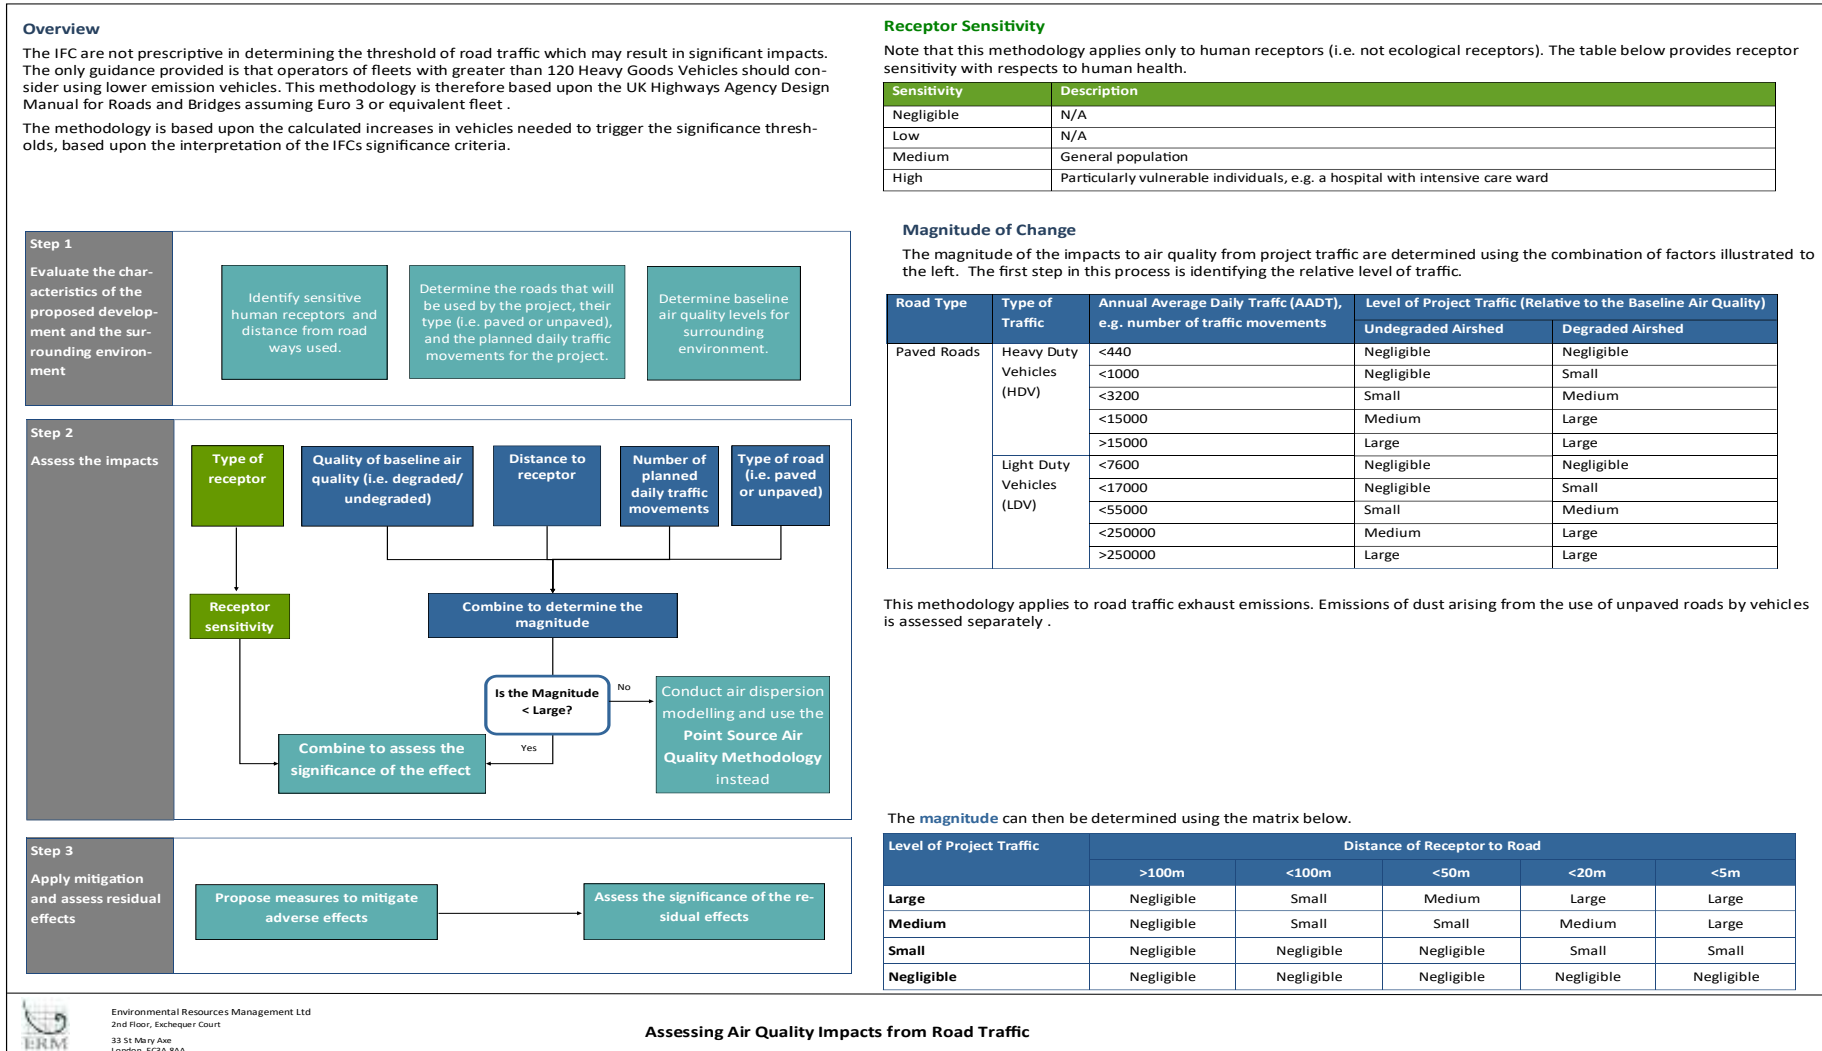 Overview
The IFC are not prescriptive in determining the threshold of road traffic which may result in significant impacts.
The only guidance provided is that operators of fleets with greater than 120 Heavy Goods Vehicles should con-
sider using lower emission vehicles. This methodology is therefore based upon the UK Highways Agency Design
Manual for Roads and Bridges assuming Euro 3 or equivalent fleet .
The methodology is based upon the calculated increases in vehicles needed to trigger the significance thresh-
olds, based upon the interpretation of the IFCs significance criteria.
Step 1
Evaluate the char-
acteristics of the
proposed develop-
ment and the sur-
rounding environ-
ment
Identify sensitive
human receptors and
distance from road
ways used.
Determine the roads that will
be used by the project, their
type (i.e. paved or unpaved),
and the planned daily traffic
movements for the project.
Determine baseline
air quality levels for
surrounding
environment.
Step 2
Assess the impacts
Type of
receptor
Quality of baseline air
quality (i.e. degraded/
undegraded)
Distance to
receptor
Number of
planned
daily traffic
movements
Type of road
(i.e. paved
or unpaved)
Receptor
sensitivity
Combine to determine the
magnitude
Is the Magnitude
< Large?
No
Yes
Conduct air dispersion
modelling and use the
Point Source Air
Quality Methodology
instead
Combine to assess the
significance of the effect
Step 3
Apply mitigation
and assess residual
effects
Propose measures to mitigate
adverse effects
Assess the significance of the re-
sidual effects
Receptor Sensitivity
Note that this methodology applies only to human receptors (i.e. not ecological receptors). The table below provides receptor
sensitivity with respects to human health.
Sensitivity Description
Negligible N/A
Low N/A
Medium General population
High Particularly vulnerable individuals, e.g. a hospital with intensive care ward
Magnitude of Change
The magnitude of the impacts to air quality from project traffic are determined using the combination of factors illustrated to
the left. The first step in this process is identifying the relative level of traffic.
Road Type Type of Annual Average Daily Traffc (AADT), Level of Project Traffic (Relative to the Baseline Air Quality)
Traffic e.g. number of traffic movements Undegraded Airshed Degraded Airshed
Paved Roads Heavy Duty <440 Negligible Negligible
Vehicles <1000 Negligible Small
(HDV) <3200 Small Medium
<15000 Medium Large
>15000 Large Large
Light Duty <7600 Negligible Negligible
Vehicles <17000 Negligible Small
(LDV) <55000 Small Medium
<250000 Medium Large
>250000 Large Large
This methodology applies to road traffic exhaust emissions. Emissions of dust arising from the use of unpaved roads by vehicles
is assessed separately .
The magnitude can then be determined using the matrix below.
Level of Project Traffic Distance of Receptor to Road
>100m <100m <50m <20m <5m
Large Negligible Small Medium Large Large
Medium Negligible Small Small Medium Large
Small Negligible Negligible Negligible Small Small
Negligible Negligible Negligible Negligible Negligible Negligible
ERM
Environmental Resources Management Ltd
2nd Floor, Exchequer Court
33 St Mary Axe
London, EC3A 8AA
Assessing Air Quality Impacts from Road Traffic